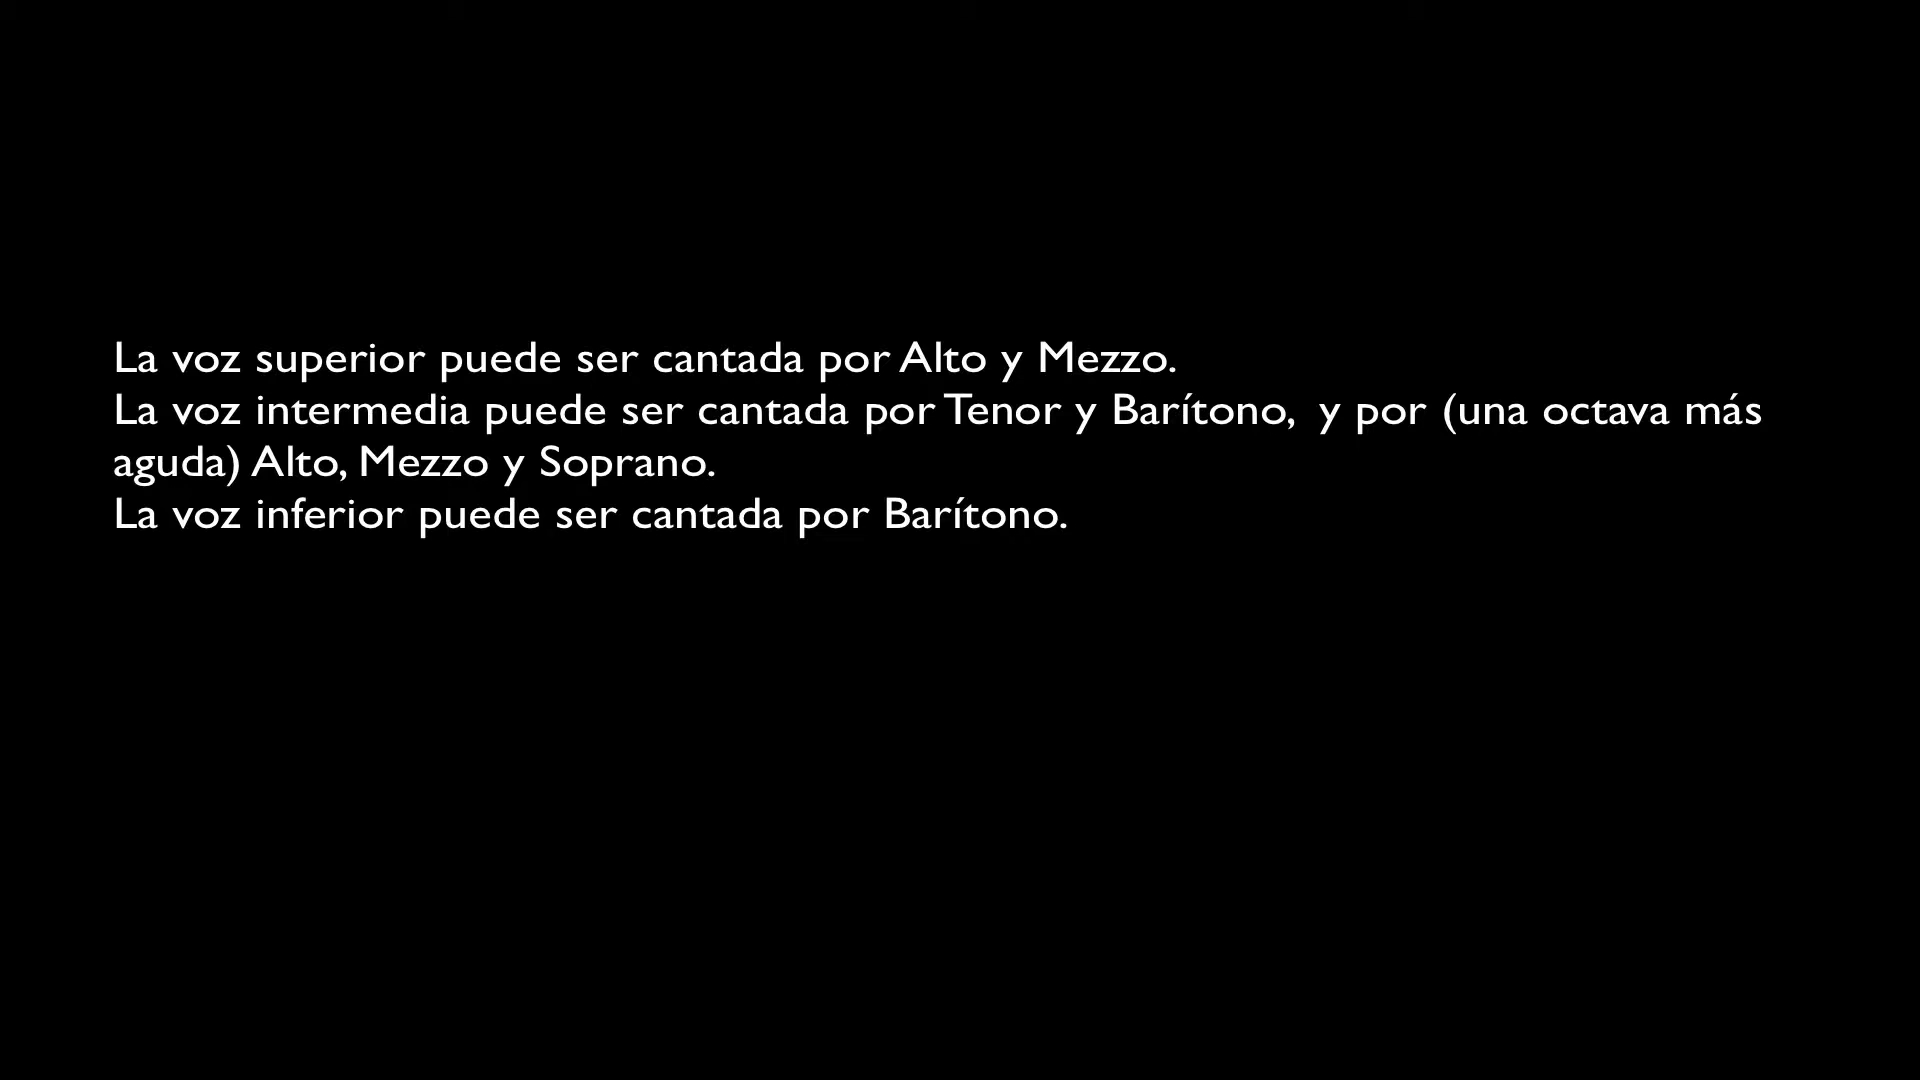 La voz superior puede ser cantada por Alto y Mezzo.
La voz intermedia puede ser cantada por Tenor y Barítono,  y por (una octava más
aguda) Alto, Mezzo y Soprano.
La voz inferior puede ser cantada por Barítono.